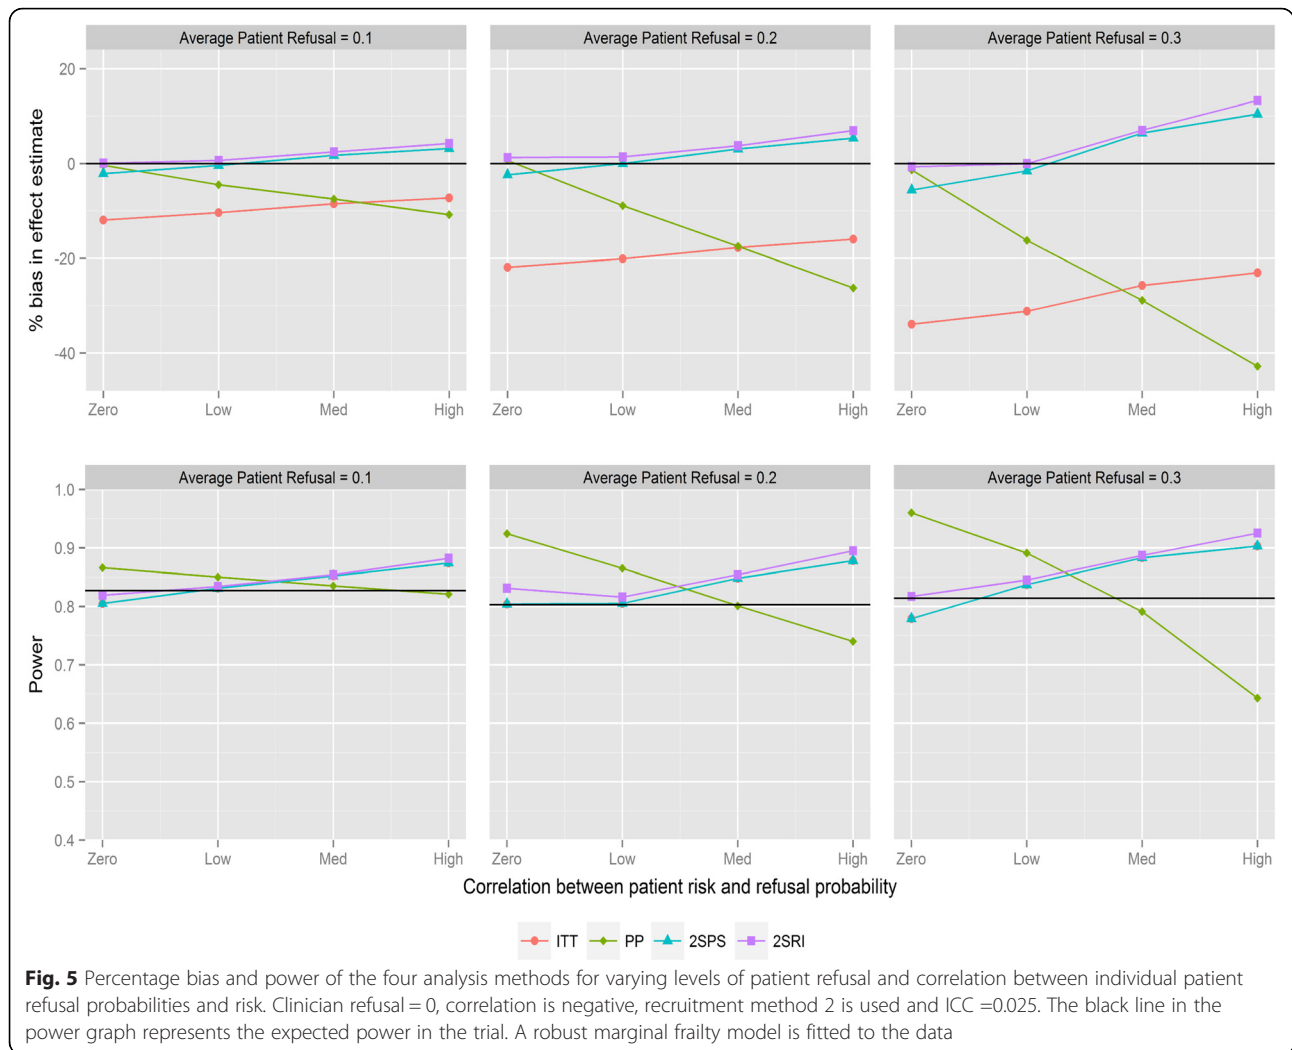 Average Patient Refusal = 0.1
Average Patient Refusal = 0.2
Average Patient Refusal = 0.3
% bias in effect estimate
20
0
-20
-40
Zero Low Med High
Zero Low Med High
Zero Low Med High
Average Patient Refusal = 0.1
Average Patient Refusal = 0.2
Average Patient Refusal = 0.3
Power
1.0
0.9
0.8
0.7
0.6
0.5
0.4
Zero Low Med High
Zero Low Med High
Zero Low Med High
Correlation between patient risk and refusal probability
ITT PP 2SPS 2SRI
Fig. 5 Percentage bias and power of the four analysis methods for varying levels of patient refusal and correlation between individual patient
refusal probabilities and risk. Clinician refusal = 0, correlation is negative, recruitment method 2 is used and ICC =0.025. The black line in the
power graph represents the expected power in the trial. A robust marginal frailty model is fitted to the data